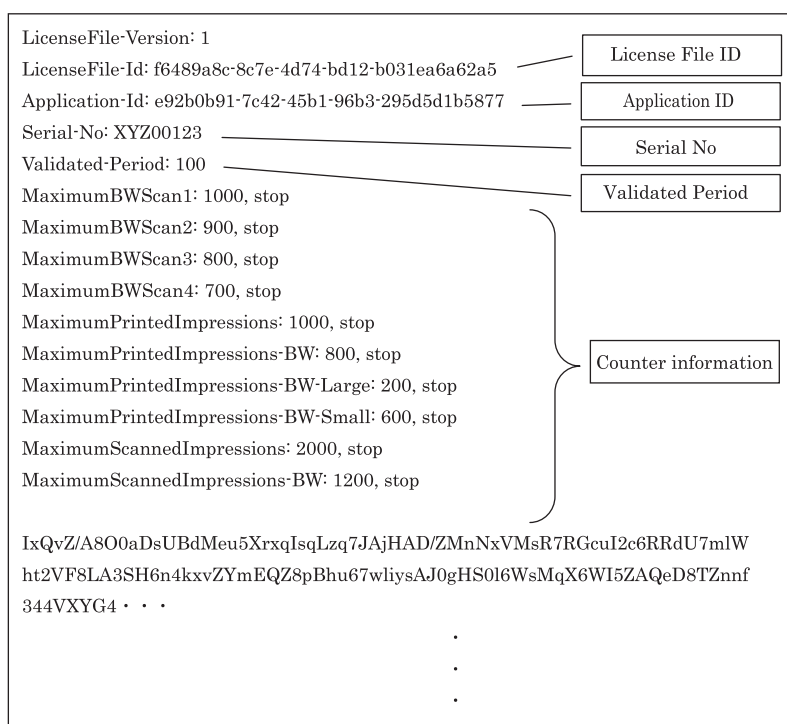 LicenseFile-Version: 1
LicenseFile-Id: f6489a8c-8c7e-4d74-bd12-b031ea6a62a5
License File ID
Application-Id: e92b0b91-7c42-45b1-96b3-295d5d1b5877
Application ID
Serial-No: XYZ00123
Serial No
Validated-Period: 100
Validated Period
MaximumBWScan1: 1000, stop
MaximumBWScan2: 900, stop
MaximumBWScan3: 800, stop
MaximumBWScan4: 700, stop
MaximumPrintedImpressions: 1000, stop
MaximumPrintedImpressions-BW: 800, stop
MaximumPrintedImpressions-BW-Large: 200, stop
MaximumPrintedImpressions-BW-Small: 600, stop
MaximumScannedImpressions: 2000, stop
MaximumScannedImpressions-BW: 1200, stop
Counter information
IxQvZ/A8O0aDsUBdMeu5XrxqIsqLzq7JAjHAD/ZMnNxVMsR7RGcuI2c6RRdU7mlW
ht2VF8LA3SH6n4kxvZYmEQZ8pBhu67wliysAJ0gHS0l6WsMqX6WI5ZAQeD8TZnnf
344VXYG4・・・